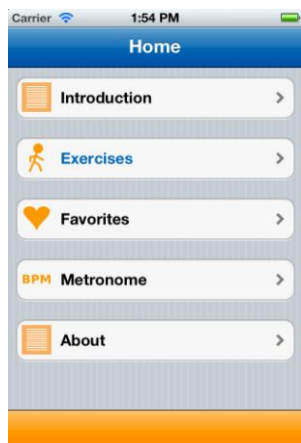 Carrier 1:54 PM
Home
Introduction
Exercises
Favorites
BPM Metronome
About